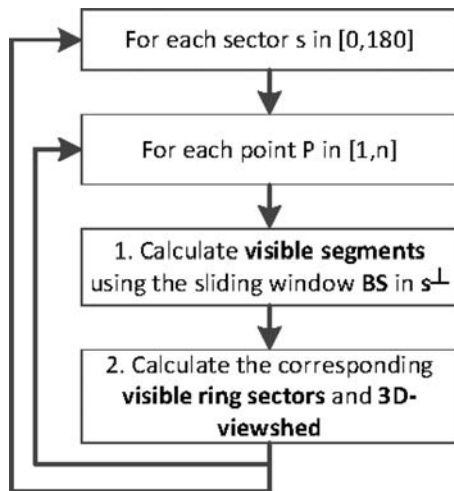 For each sector s in [0,180]
For each point P in [1,n]
1. Calculate visible segments
using the sliding window BS in s⊥
2. Calculate the corresponding
visible ring sectors and 3D-
viewshed